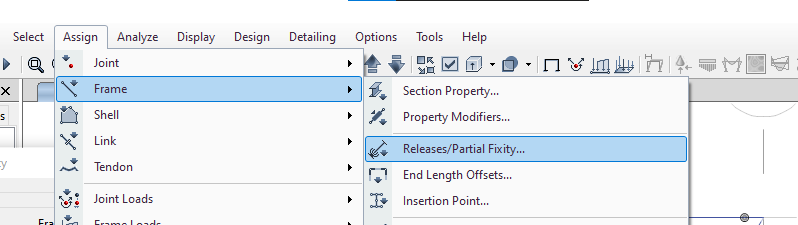 Select Assign Analyze Display Design Detailing Options Tools Help
Joint
Frame
Shell
Link
Tendon
Joint Loads
Frame Loads
Section Property...
Property Modifiers...
Releases/Partial Fixity...
End Length Offsets...
Insertion Point...